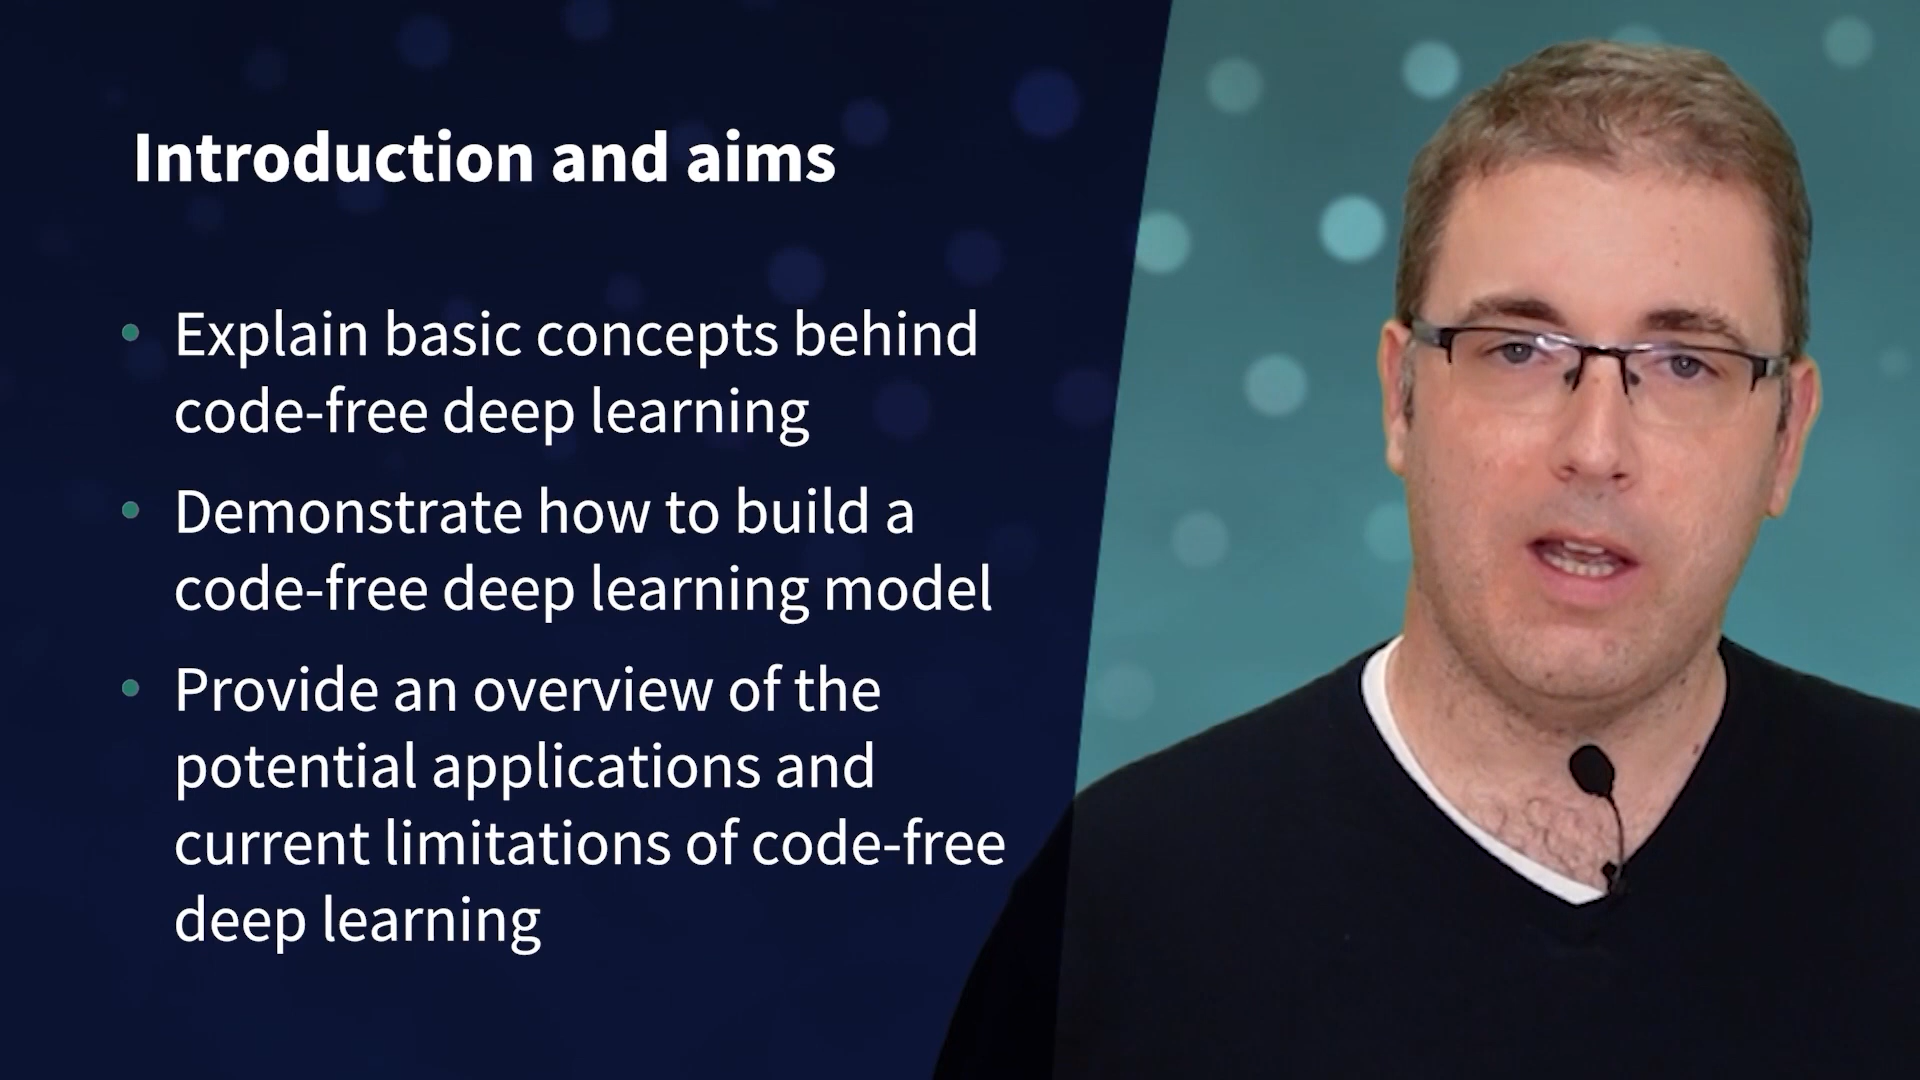 Introduction and aims
• Explain basic concepts behind
code-free deep learning
• Demonstrate how to build a
code-free deep learning model
• Provide an overview of the
potential applications and
current limitations of code-free
deep learning